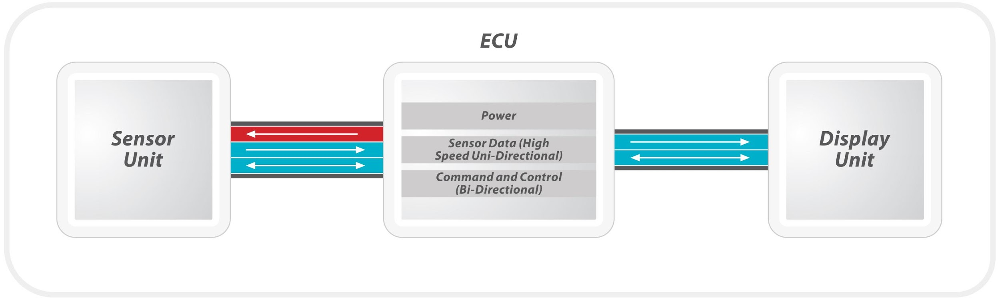 ECU
Sensor
Unit
Power
Sensor Data (High
Speed Uni-Directional)
Command and Control
(Bi-Directional)
Display
Unit